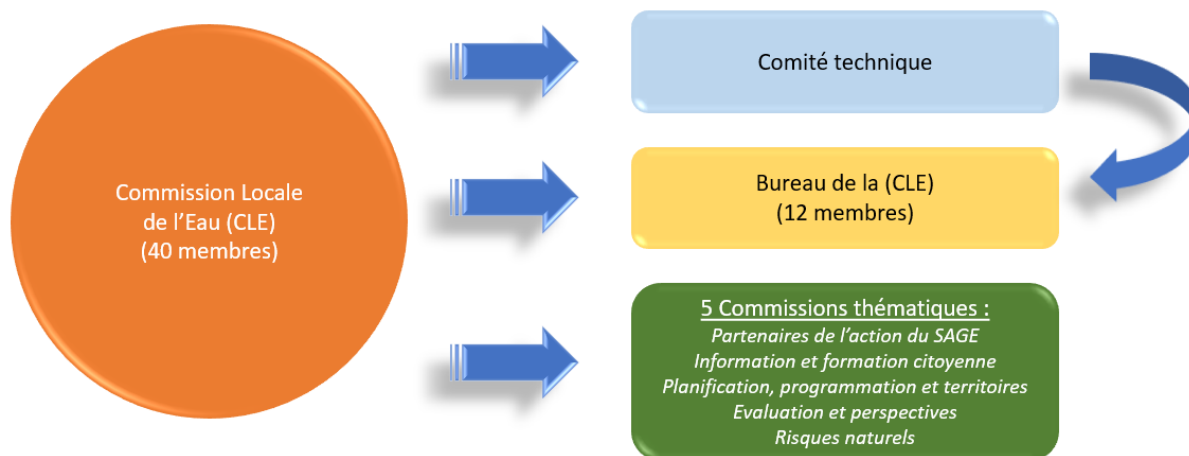 Commission Locale
de l'Eau (CLE)
(40 membres)
Comité technique
Bureau de la (CLE)
(12 membres)
5 Commissions thématiques :
Partenaires de l'action du SAGE
Information et formation citoyenne
Planification, programmation et territoires
Evaluation et perspectives
Risques naturels